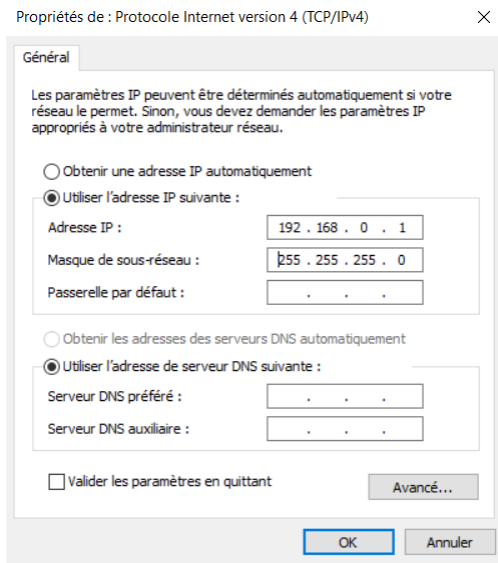 Propriétés de : Protocole Internet version 4 (TCP/IPv4)
Général
Les paramètres IP peuvent être déterminés automatiquement si votre
réseau le permet. Sinon, vous devez demander les paramètres IP
appropriés à votre administrateur réseau.
Obtenir une adresse IP automatiquement
Utiliser l'adresse IP suivante :
Adresse IP : 192 . 168 . 0 . 1
Masque de sous-réseau : 255 . 255 . 255 . 0
Passerelle par défaut : . . .
Obtenir les adresses des serveurs DNS automatiquement
Utiliser l'adresse de serveur DNS suivante :
Serveur DNS préféré : . . .
Serveur DNS auxiliaire : . . .
Valider les paramètres en quittant
Avancé...
OK Annuler